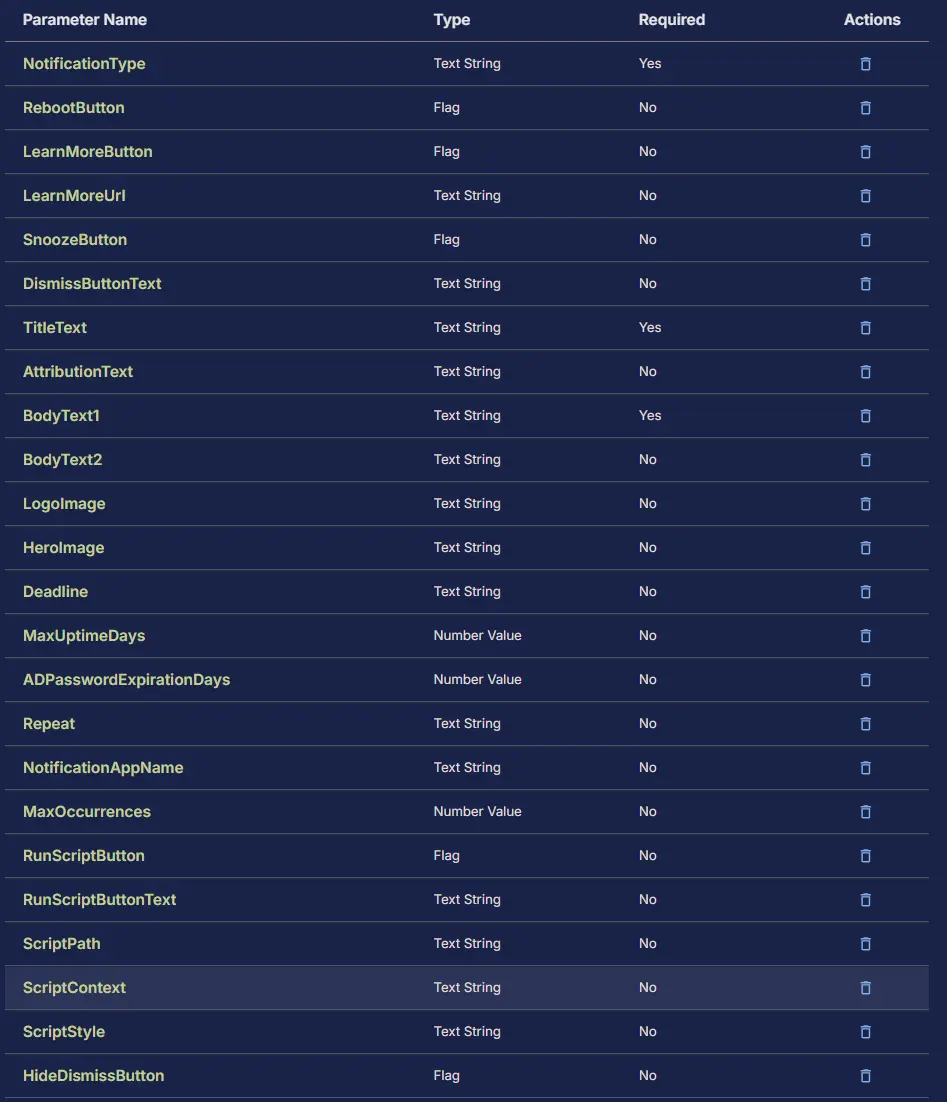 Parameter Name Type Required Actions
NotificationType Text String Yes
RebootButton Flag No
LearnMoreButton Flag No
LearnMoreUrl Text String No
SnoozeButton Flag No
DismissButtonText Text String No
TitleText Text String Yes
AttributionText Text String No
BodyText1 Text String Yes
BodyText2 Text String No
LogoImage Text String No
HeroImage Text String No
Deadline Text String No
MaxUptimeDays Number Value No
ADPasswordExpirationDays Number Value No
Repeat Text String No
NotificationAppName Text String No
MaxOccurrences Number Value No
RunScriptButton Flag No
RunScriptButtonText Text String No
ScriptPath Text String No
ScriptContext Text String No
ScriptStyle Text String No
HideDismissButton Flag No